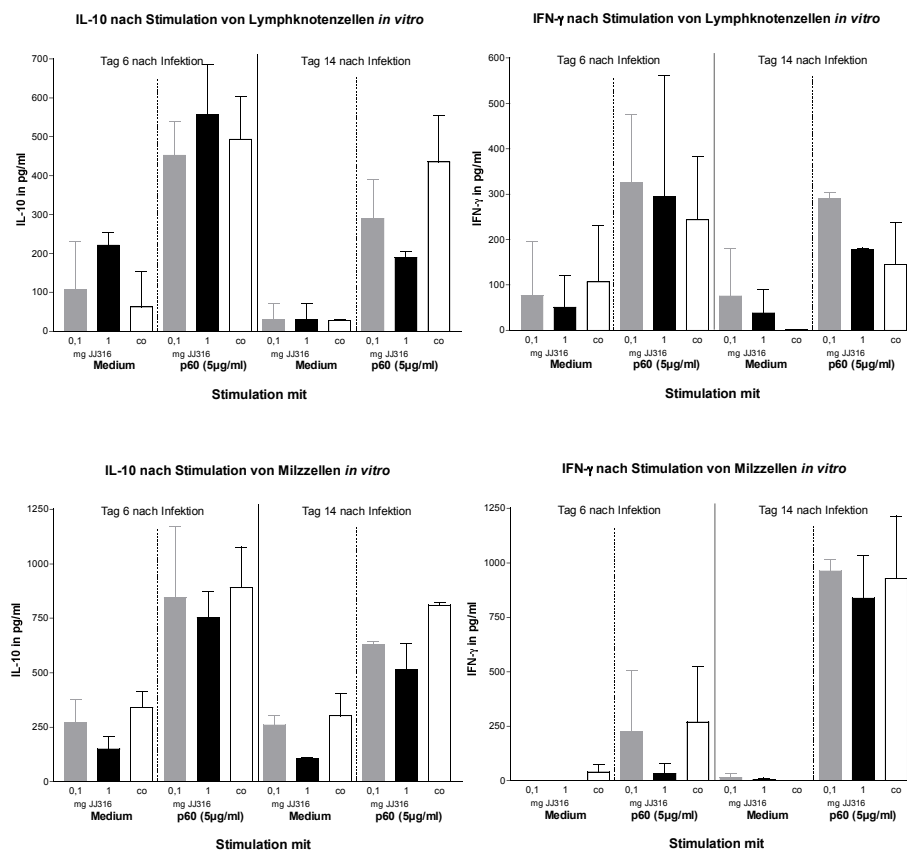 IL-10 nach Stimulation von Lymphknotenzellen in vitro
Tag 6 nach Infektion Tag 14 nach Infektion
IL-10 in pg/ml
700
600
500
400
300
200
100
0
0,1 1 co 0,1 1 co 0,1 1 co 0,1 1 co
mg JJ316 mg JJ316 mg JJ316 mg JJ316
Medium p60 (5µg/ml) Medium p60 (5µg/ml)
Stimulation mit
IFN-γ nach Stimulation von Lymphknotenzellen in vitro
Tag 6 nach Infektion Tag 14 nach Infektion
IFN-γ in pg/ml
600
500
400
300
200
100
0
0,1 1 co 0,1 1 co 0,1 1 co 0,1 1 co
mg JJ316 mg JJ316 mg JJ316 mg JJ316
Medium p60 (5µg/ml) Medium p60 (5µg/ml)
Stimulation mit
IL-10 nach Stimulation von Milzzellen in vitro
Tag 6 nach Infektion Tag 14 nach Infektion
IL-10 in pg/ml
1250
1000
750
500
250
0
0,1 1 co 0,1 1 co 0,1 1 co 0,1 1 co
mg JJ316 mg JJ316 mg JJ316 mg JJ316
Medium p60 (5µg/ml) Medium p60 (5µg/ml)
Stimulation mit
IFN-γ nach Stimulation von Milzzellen in vitro
Tag 6 nach Infektion Tag 14 nach Infektion
IFN-γ in pg/ml
1250
1000
750
500
250
0
0,1 1 co 0,1 1 co 0,1 1 co 0,1 1 co
mg JJ316 mg JJ316 mg JJ316 mg JJ316
Medium p60 (5µg/ml) Medium p60 (5µg/ml)
Stimulation mit